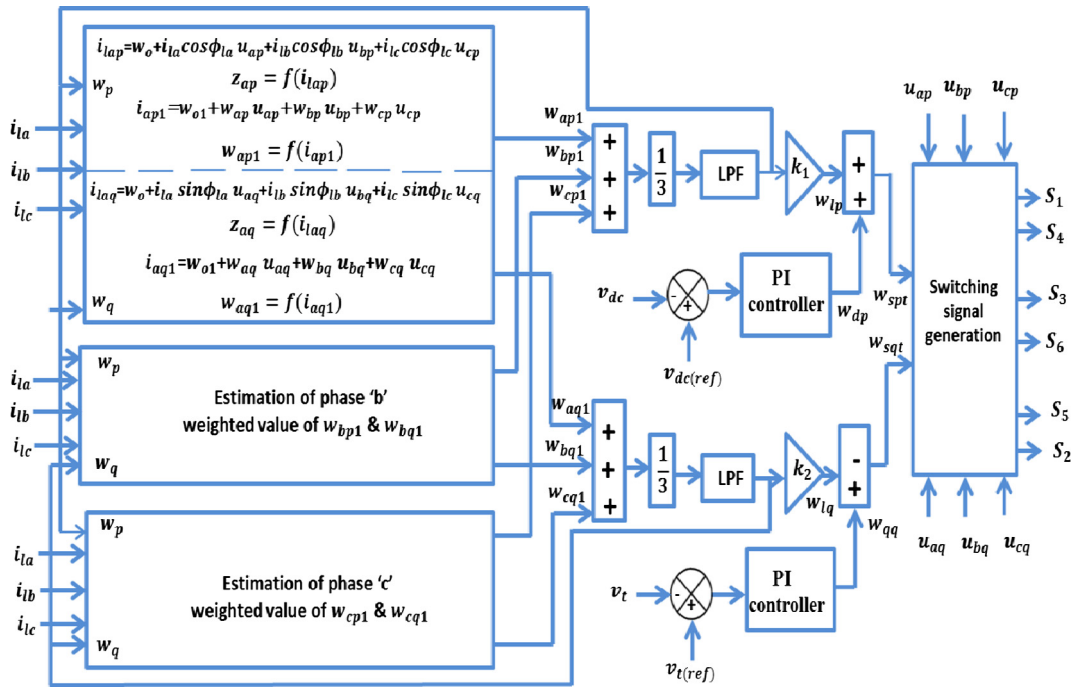 i_la
i_lb
i_lc
w_p
w_q
i_lap=w_o+i_la cosϕ_la u_ap+i_lb cosϕ_lb u_bp+i_lc cosϕ_lc u_cp
z_ap = f(i_lap)
i_ap1=w_o1+w_ap u_ap+w_bp u_bp+w_cp u_cp
w_ap1 = f(i_ap1)
i_laq=w_o+i_la sinϕ_la u_aq+i_lb sinϕ_lb u_bq+i_lc sinϕ_lc u_cq
z_aq = f(i_laq)
i_aq1=w_o1+w_aq u_aq+w_bq u_bq+w_cq u_cq
w_aq1 = f(i_aq1)
i_la
i_lb
i_lc
w_p
w_q
Estimation of phase 'b'
weighted value of w_bp1 & w_bq1
i_la
i_lb
i_lc
w_p
w_q
Estimation of phase 'c'
weighted value of w_cp1 & w_cq1
w_ap1
w_bp1
w_cp1
+
+
+
1/3
LPF
k_1
w_lp
+
+
v_dc
-
+
v_dc(ref)
PI
controller
w_dp
w_spt
w_aq1
w_bq1
w_cq1
+
+
+
1/3
LPF
k_2
w_lq
-
+
v_t
-
+
v_t(ref)
PI
controller
w_qq
w_sqt
u_ap
u_bp
u_cp
Switching
signal
generation
u_aq
u_bq
u_cq
S_1
S_4
S_3
S_6
S_5
S_2